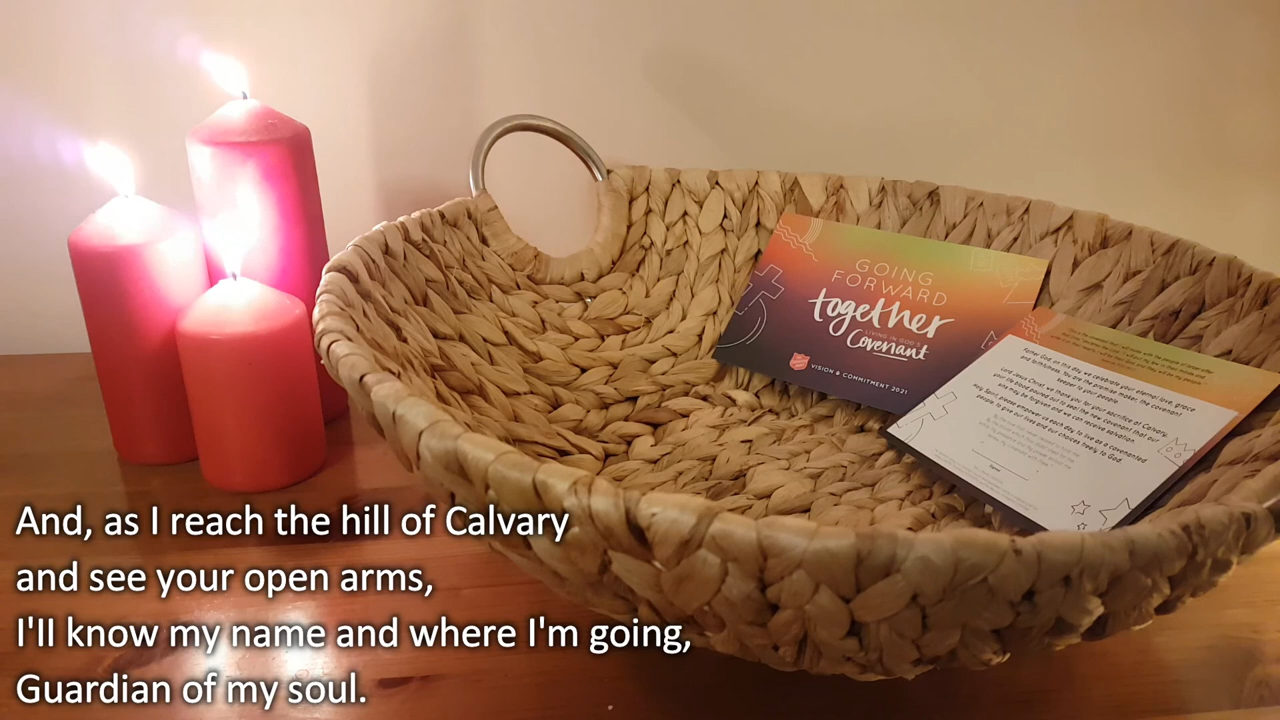 GOING
FORWARD
together
LIVING IN GOD'S
Covenant
VISION & COMMITMENT 2021
Father God, on this day, we celebrate your eternal love, grace
and faithfulness. You are the promise maker, the covenant
keeper to your people.
Lord Jesus Christ, we thank you for your sacrifice at Calvary,
your life blood poured out to seal the new covenant that our
sins may be forgiven and we can receive salvation.
Holy Spirit, please empower us each day, to live as a covenanted
people, to give our lives and our choices freely to God.
And, as I reach the hill of Calvary
and see your open arms,
I'll know my name and where I'm going,
Guardian of my soul.